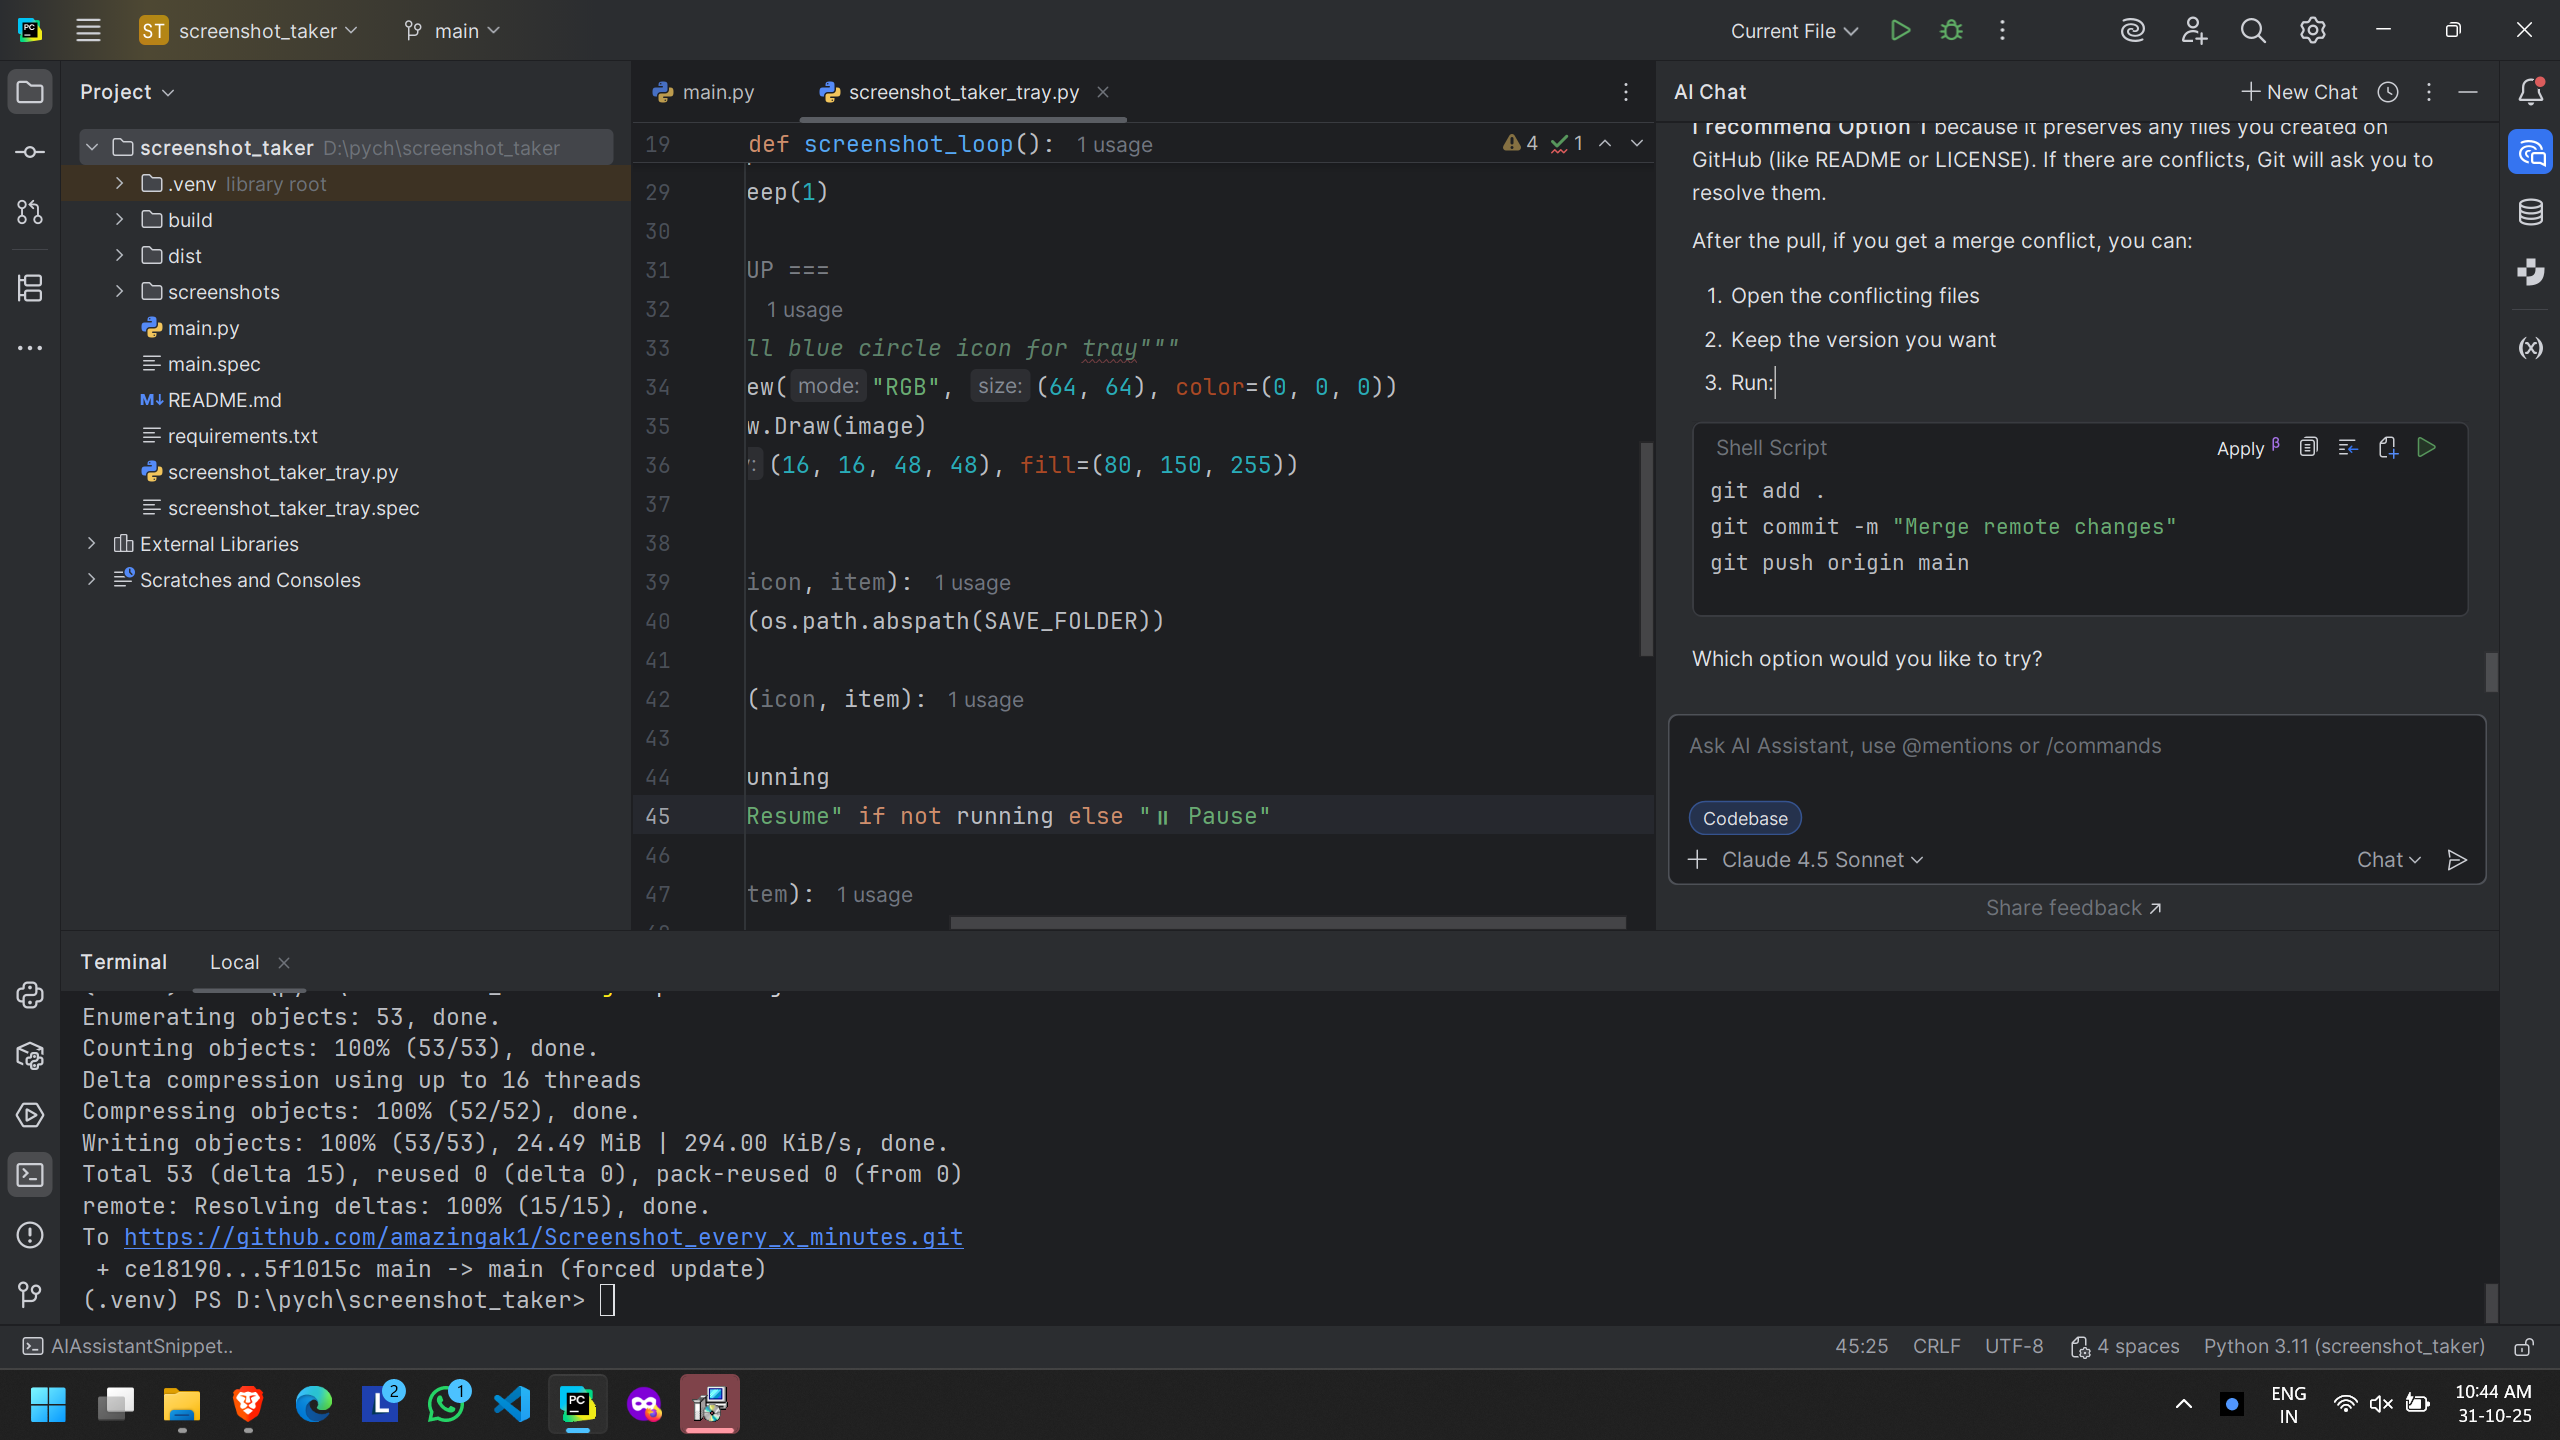 ST screenshot_taker
main
Current File
Project
screenshot_taker D:\pych\screenshot_taker
.venv library root
build
dist
screenshots
main.py
main.spec
README.md
requirements.txt
screenshot_taker_tray.py
screenshot_taker_tray.spec
External Libraries
Scratches and Consoles
main.py
screenshot_taker_tray.py
19 def screenshot_loop(): 1 usage
4 1
29 eep(1)
30
31 UP ===
32 1 usage
33 ll blue circle icon for tray"""
34 ew( mode: "RGB", size: (64, 64), color=(0, 0, 0))
35 w.Draw(image)
36 (16, 16, 48, 48), fill=(80, 150, 255))
37
38
39 icon, item): 1 usage
40 (os.path.abspath(SAVE_FOLDER))
41
42 (icon, item): 1 usage
43
44 unning
45 Resume" if not running else "⏸ Pause"
46
47 tem): 1 usage
AI Chat
New Chat
I recommend Option 1 because it preserves any files you created on
GitHub (like README or LICENSE). If there are conflicts, Git will ask you to
resolve them.
After the pull, if you get a merge conflict, you can:
1. Open the conflicting files
2. Keep the version you want
3. Run:
Shell Script
Apply β
git add .
git commit -m "Merge remote changes"
git push origin main
Which option would you like to try?
Ask AI Assistant, use @mentions or /commands
Codebase
Claude 4.5 Sonnet
Chat
Share feedback ↗
Terminal
Local
Enumerating objects: 53, done.
Counting objects: 100% (53/53), done.
Delta compression using up to 16 threads
Compressing objects: 100% (52/52), done.
Writing objects: 100% (53/53), 24.49 MiB | 294.00 KiB/s, done.
Total 53 (delta 15), reused 0 (delta 0), pack-reused 0 (from 0)
remote: Resolving deltas: 100% (15/15), done.
To https://github.com/amazingak1/Screenshot_every_x_minutes.git
+ ce18190...5f1015c main -> main (forced update)
(.venv) PS D:\pych\screenshot_taker>
AIAssistantSnippet..
45:25
CRLF
UTF-8
4 spaces
Python 3.11 (screenshot_taker)
L 2
1
PC
ENG
IN
10:44 AM
31-10-25